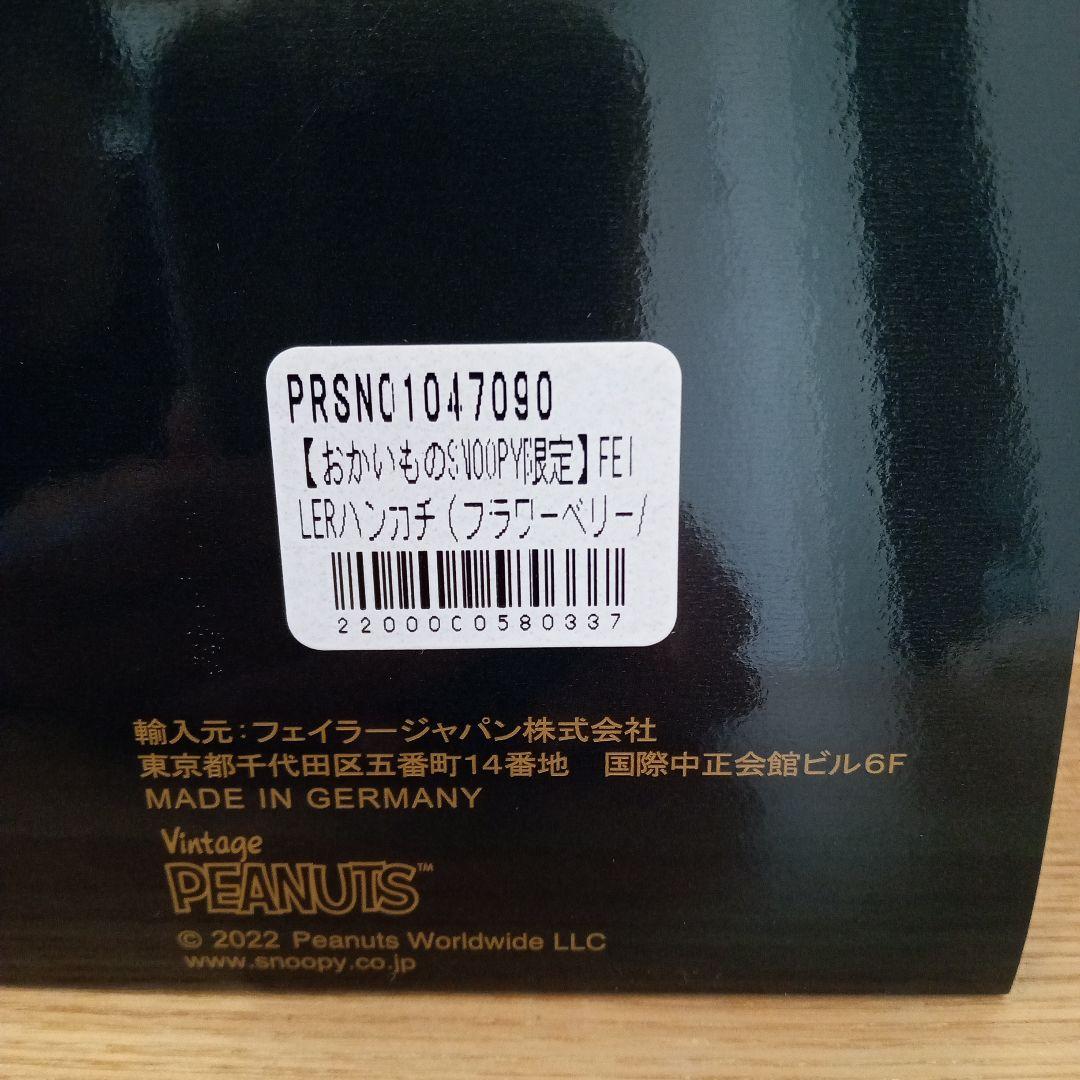 PRSN01047090
【おかいものSNOOPY限定】FEI
LERハンカチ(フラワーベリー/
2200000580337
輸入元:フェイラージャパン株式会社
東京都千代田区五番町14番地 国際中正会館ビル6F
MADE IN GERMANY
Vintage
PEANUTS™
© 2022 Peanuts Worldwide LLC
www.snoopy.co.jp